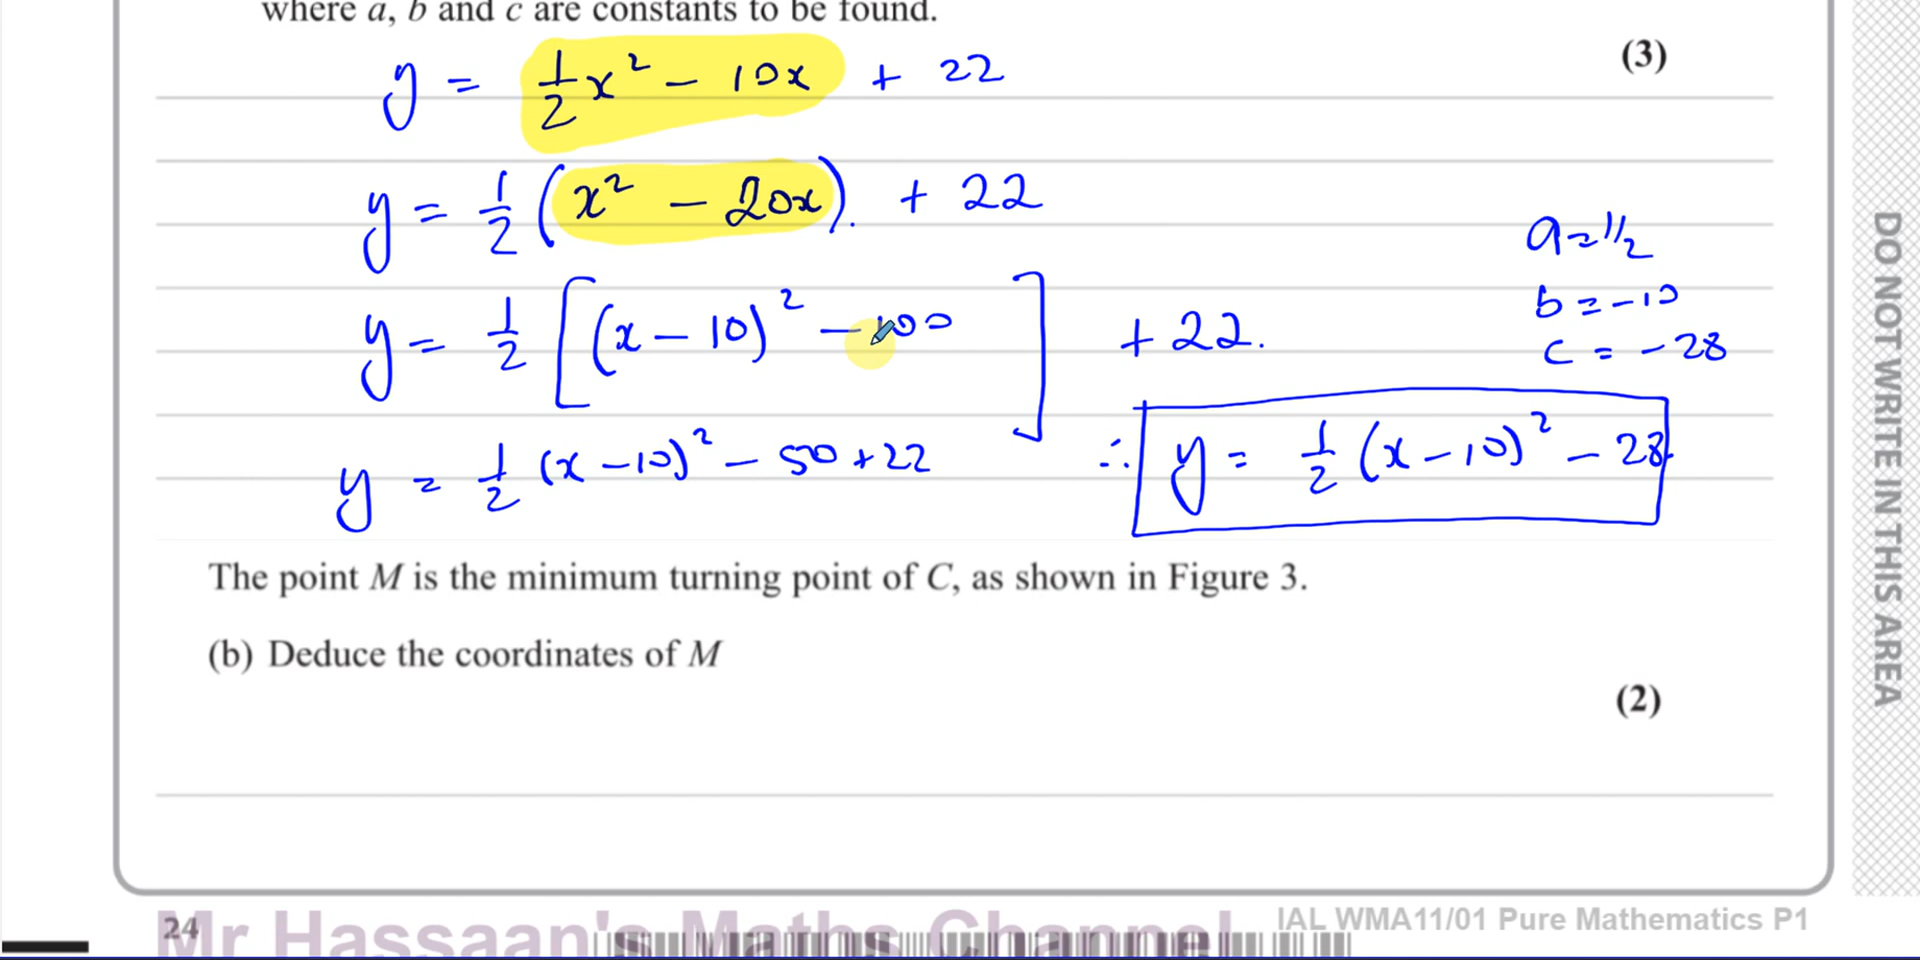 where a, b and c are constants to be found.
(3)
y = 1/2 x² − 10x + 22
y = 1/2 (x² − 20x). + 22
y = 1/2 [(x − 10)² − 100] + 22.
a = 1/2
b = −10
c = −28
y = 1/2 (x − 10)² − 50 + 22
∴ y = 1/2 (x − 10)² − 28.
The point M is the minimum turning point of C, as shown in Figure 3.
(b) Deduce the coordinates of M
(2)
DO NOT WRITE IN THIS AREA
24
Mr Hassaan's Maths Channel
IAL WMA11/01 Pure Mathematics P1